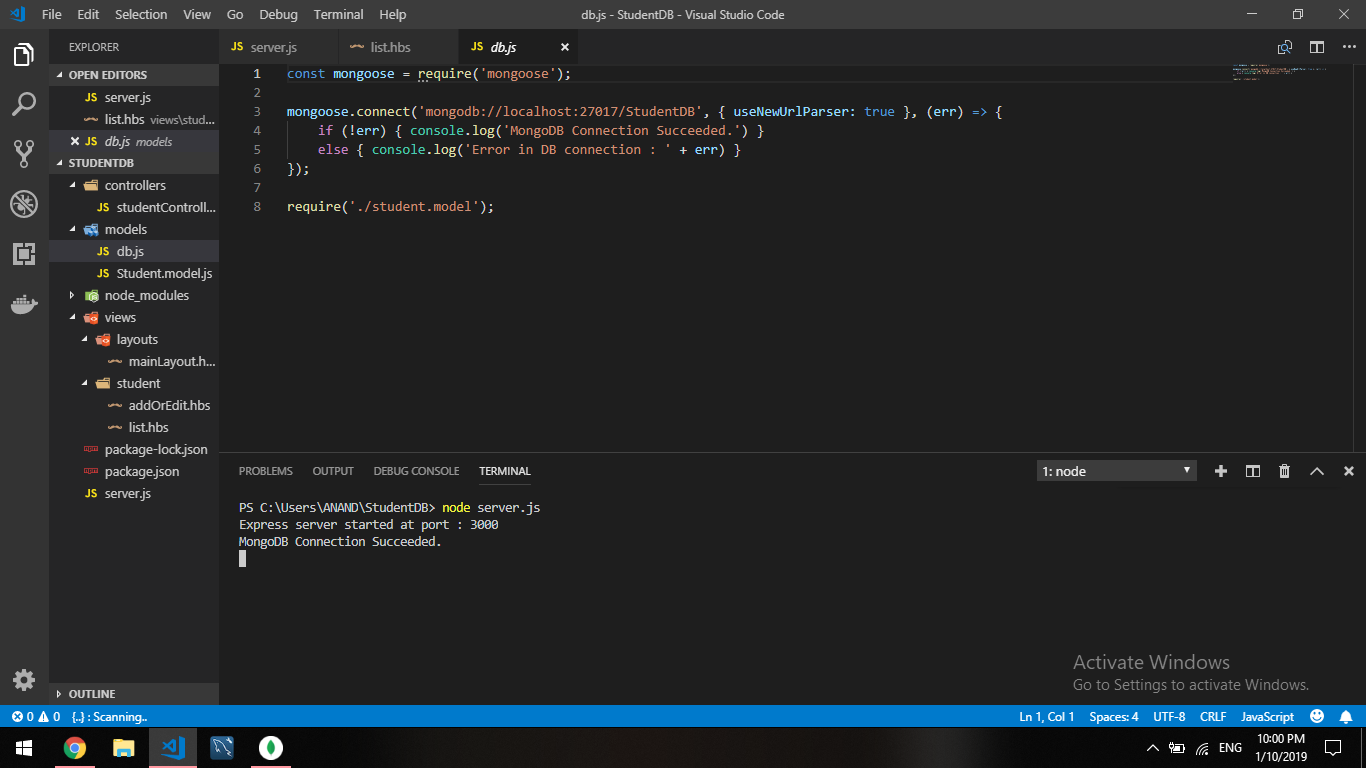 File Edit Selection View Go Debug Terminal Help
db.js - StudentDB - Visual Studio Code
EXPLORER
OPEN EDITORS
JS server.js
list.hbs views\stud...
JS db.js models
STUDENTDB
controllers
JS studentControll...
models
JS db.js
JS Student.model.js
node_modules
views
layouts
mainLayout.h...
student
addOrEdit.hbs
list.hbs
package-lock.json
package.json
JS server.js
OUTLINE
JS server.js
list.hbs
JS db.js
1 const mongoose = require('mongoose');
2
3 mongoose.connect('mongodb://localhost:27017/StudentDB', { useNewUrlParser: true }, (err) => {
4 if (!err) { console.log('MongoDB Connection Succeeded.') }
5 else { console.log('Error in DB connection : ' + err) }
6 });
7
8 require('./student.model');
PROBLEMS OUTPUT DEBUG CONSOLE TERMINAL
1: node
PS C:\Users\ANAND\StudentDB> node server.js
Express server started at port : 3000
MongoDB Connection Succeeded.
Activate Windows
Go to Settings to activate Windows.
0 0 {..} : Scanning..
Ln 1, Col 1 Spaces: 4 UTF-8 CRLF JavaScript
ENG
10:00 PM
1/10/2019